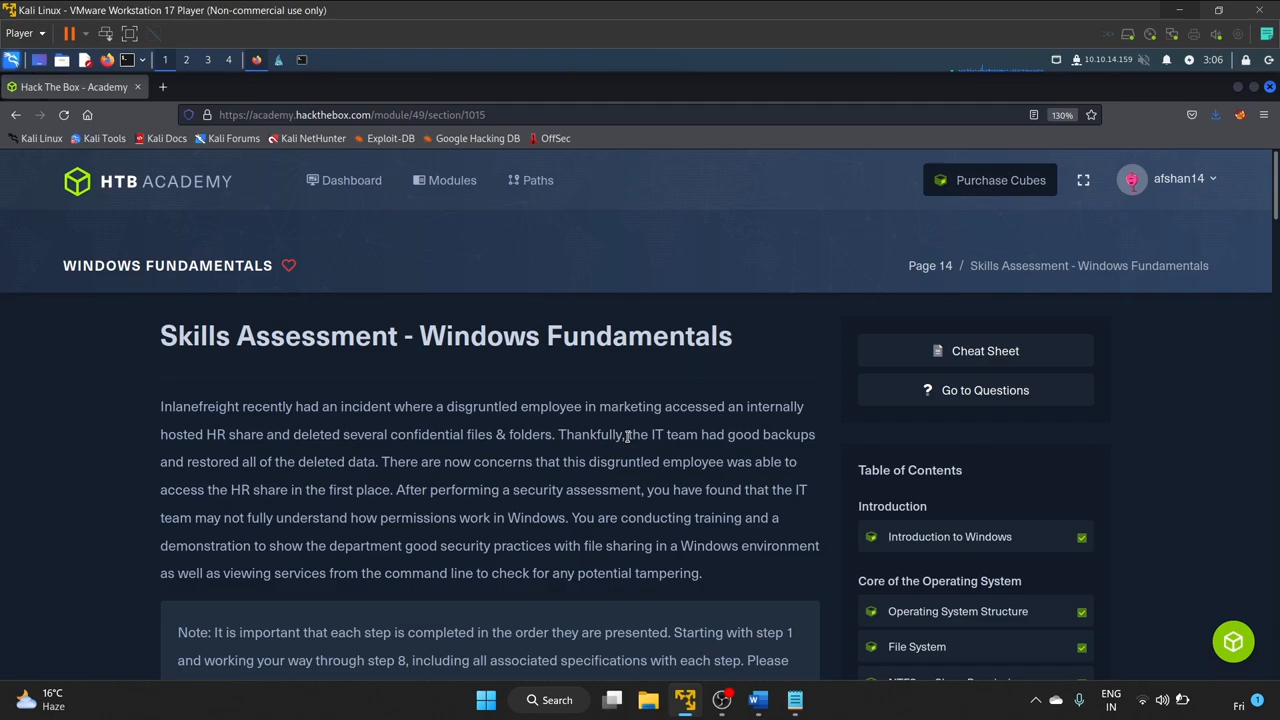 Kali Linux - VMware Workstation 17 Player (Non-commercial use only)
Player
1 2 3 4
10.10.14.159
3:06
Hack The Box - Academy
https://academy.hackthebox.com/module/49/section/1015
130%
Kali Linux Kali Tools Kali Docs Kali Forums Kali NetHunter Exploit-DB Google Hacking DB OffSec
HTB ACADEMY
Dashboard Modules Paths
Purchase Cubes
afshan14
WINDOWS FUNDAMENTALS
Page 14 / Skills Assessment - Windows Fundamentals
Skills Assessment - Windows Fundamentals
Inlanefreight recently had an incident where a disgruntled employee in marketing accessed an internally
hosted HR share and deleted several confidential files & folders. Thankfully, the IT team had good backups
and restored all of the deleted data. There are now concerns that this disgruntled employee was able to
access the HR share in the first place. After performing a security assessment, you have found that the IT
team may not fully understand how permissions work in Windows. You are conducting training and a
demonstration to show the department good security practices with file sharing in a Windows environment
as well as viewing services from the command line to check for any potential tampering.
Note: It is important that each step is completed in the order they are presented. Starting with step 1
and working your way through step 8, including all associated specifications with each step. Please
Cheat Sheet
? Go to Questions
Table of Contents
Introduction
Introduction to Windows
Core of the Operating System
Operating System Structure
File System
16°C
Haze
Search
ENG
IN
Fri
1